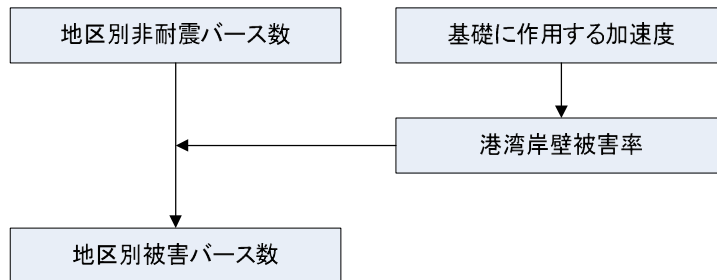 地区別非耐震バース数
基礎に作用する加速度
港湾岸壁被害率
地区別被害バース数